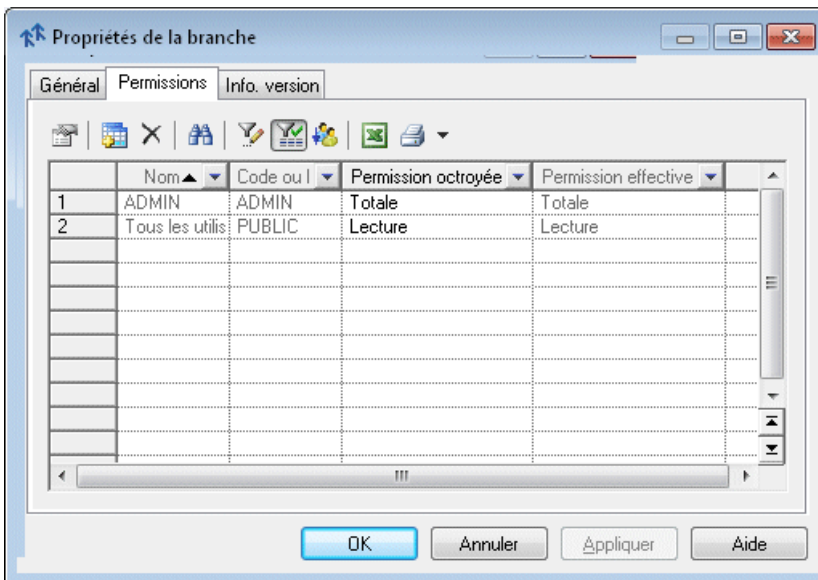 Propriétés de la branche
Général Permissions Info. version
Nom Code ou I Permission octroyée Permission effective
1 ADMIN ADMIN Totale Totale
2 Tous les utilis PUBLIC Lecture Lecture
OK Annuler Appliquer Aide